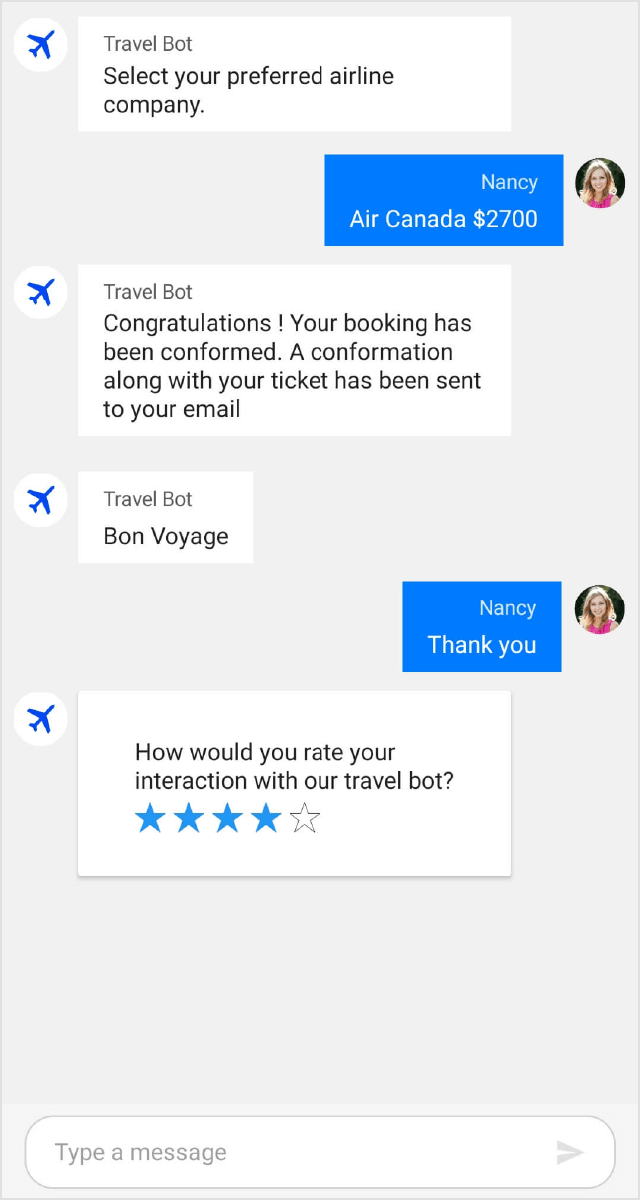 Travel Bot
Select your preferred airline
company.
Nancy
Air Canada $2700
Travel Bot
Congratulations ! Your booking has
been conformed. A conformation
along with your ticket has been sent
to your email
Travel Bot
Bon Voyage
Nancy
Thank you
How would you rate your
interaction with our travel bot?
Type a message